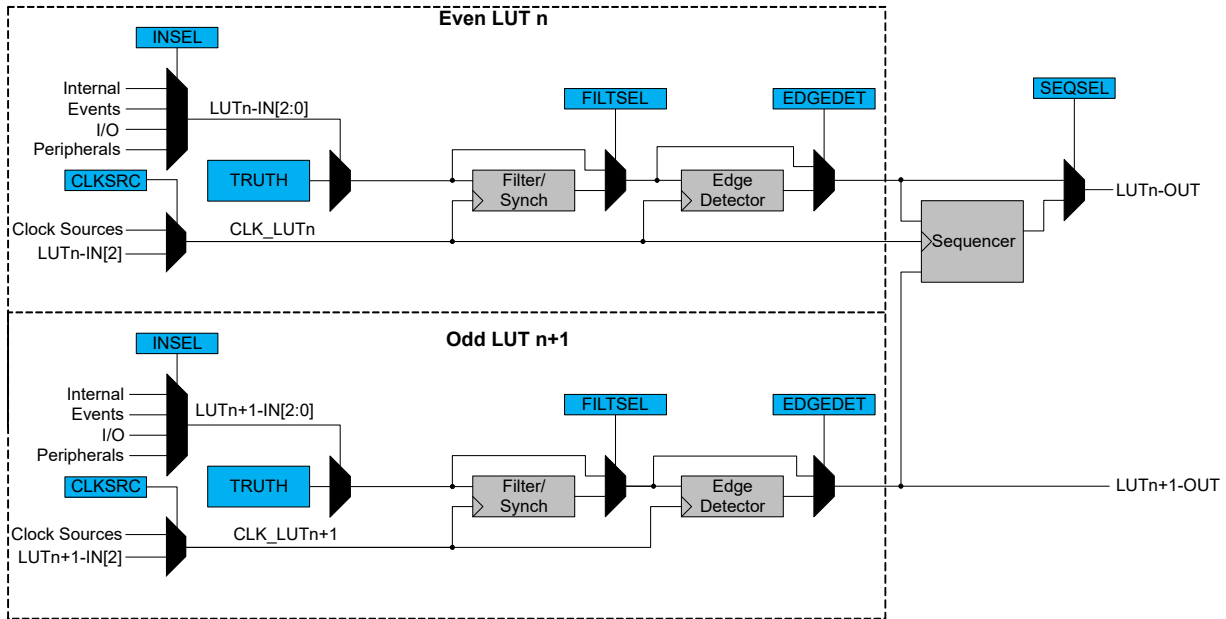 Even LUT n
INSEL
Internal
Events
I/O
Peripherals
LUTn-IN[2:0]
FILTSEL
EDGEDET
SEQSEL
CLKSRC
TRUTH
Filter/
Synch
Edge
Detector
LUTn-OUT
Clock Sources
LUTn-IN[2]
CLK_LUTn
Sequencer
Odd LUT n+1
INSEL
Internal
Events
I/O
Peripherals
LUTn+1-IN[2:0]
FILTSEL
EDGEDET
CLKSRC
TRUTH
Filter/
Synch
Edge
Detector
LUTn+1-OUT
Clock Sources
LUTn+1-IN[2]
CLK_LUTn+1